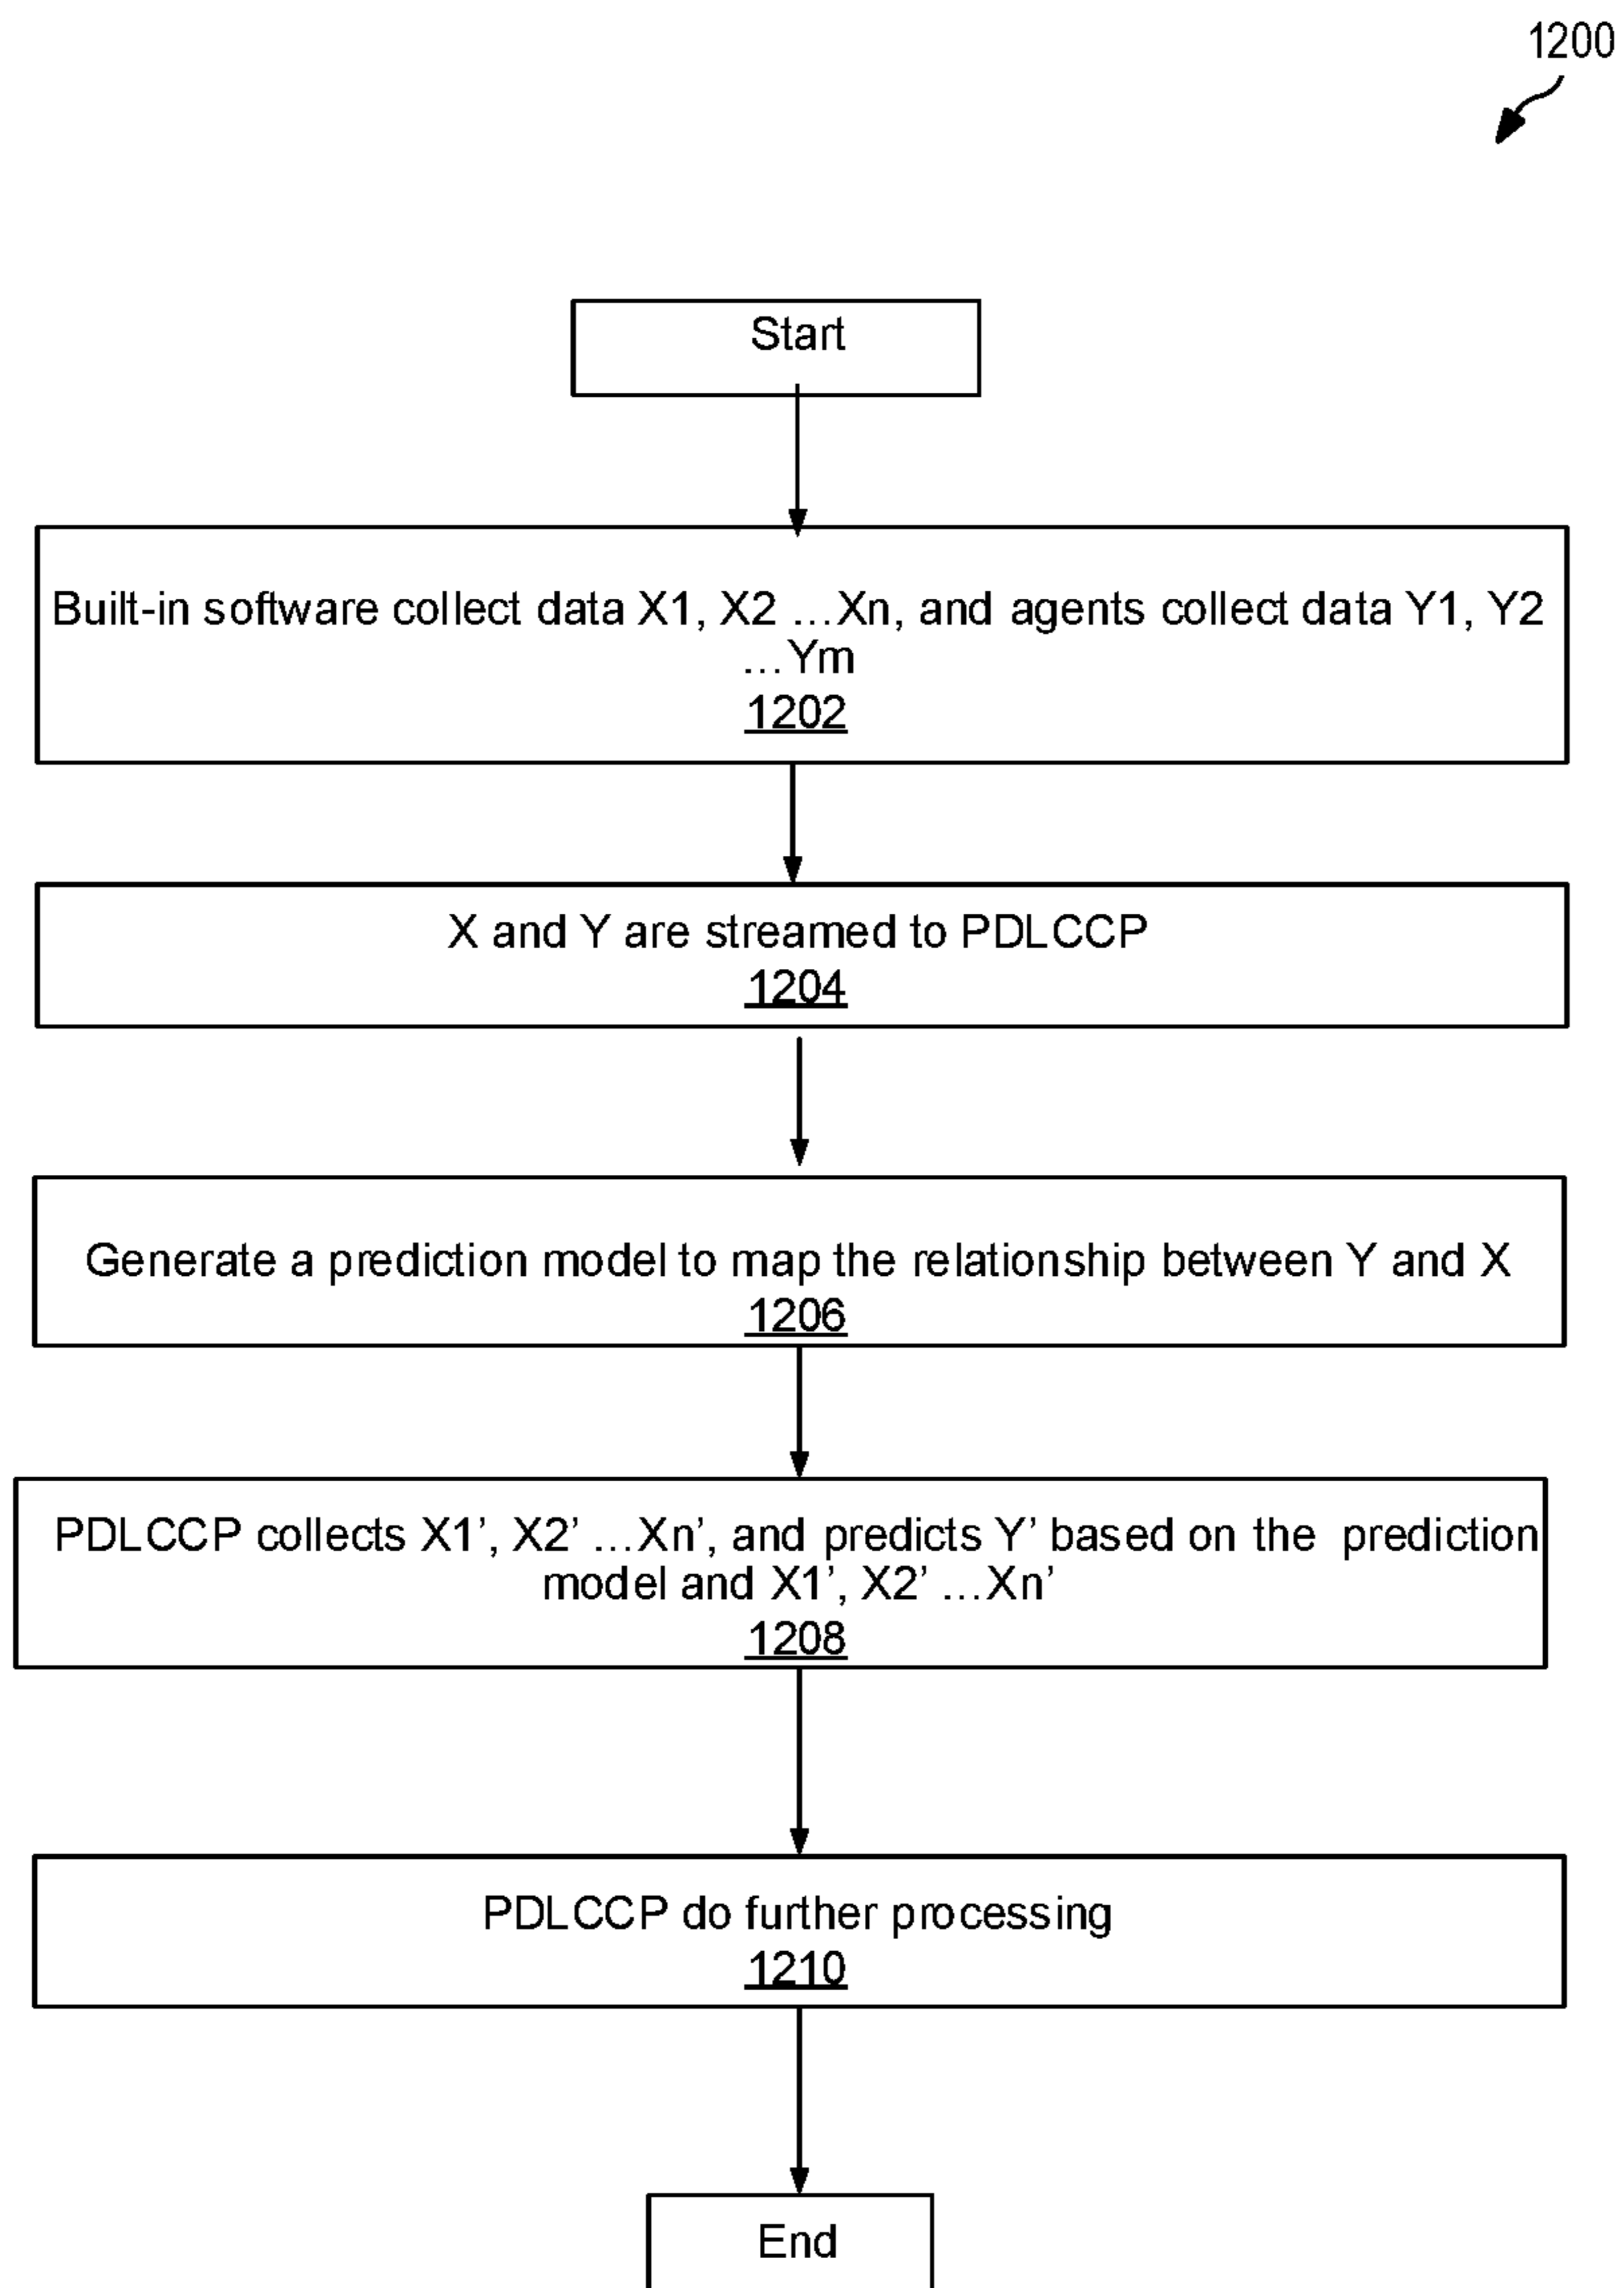 1200
Start
Built-in software collect data X1, X2 …Xn, and agents collect data Y1, Y2
…Ym
1202
X and Y are streamed to PDLCCP
1204
Generate a prediction model to map the relationship between Y and X
1206
PDLCCP collects X1’, X2’ …Xn’, and predicts Y’ based on the prediction
model and X1’, X2’ …Xn’
1208
PDLCCP do further processing
1210
End